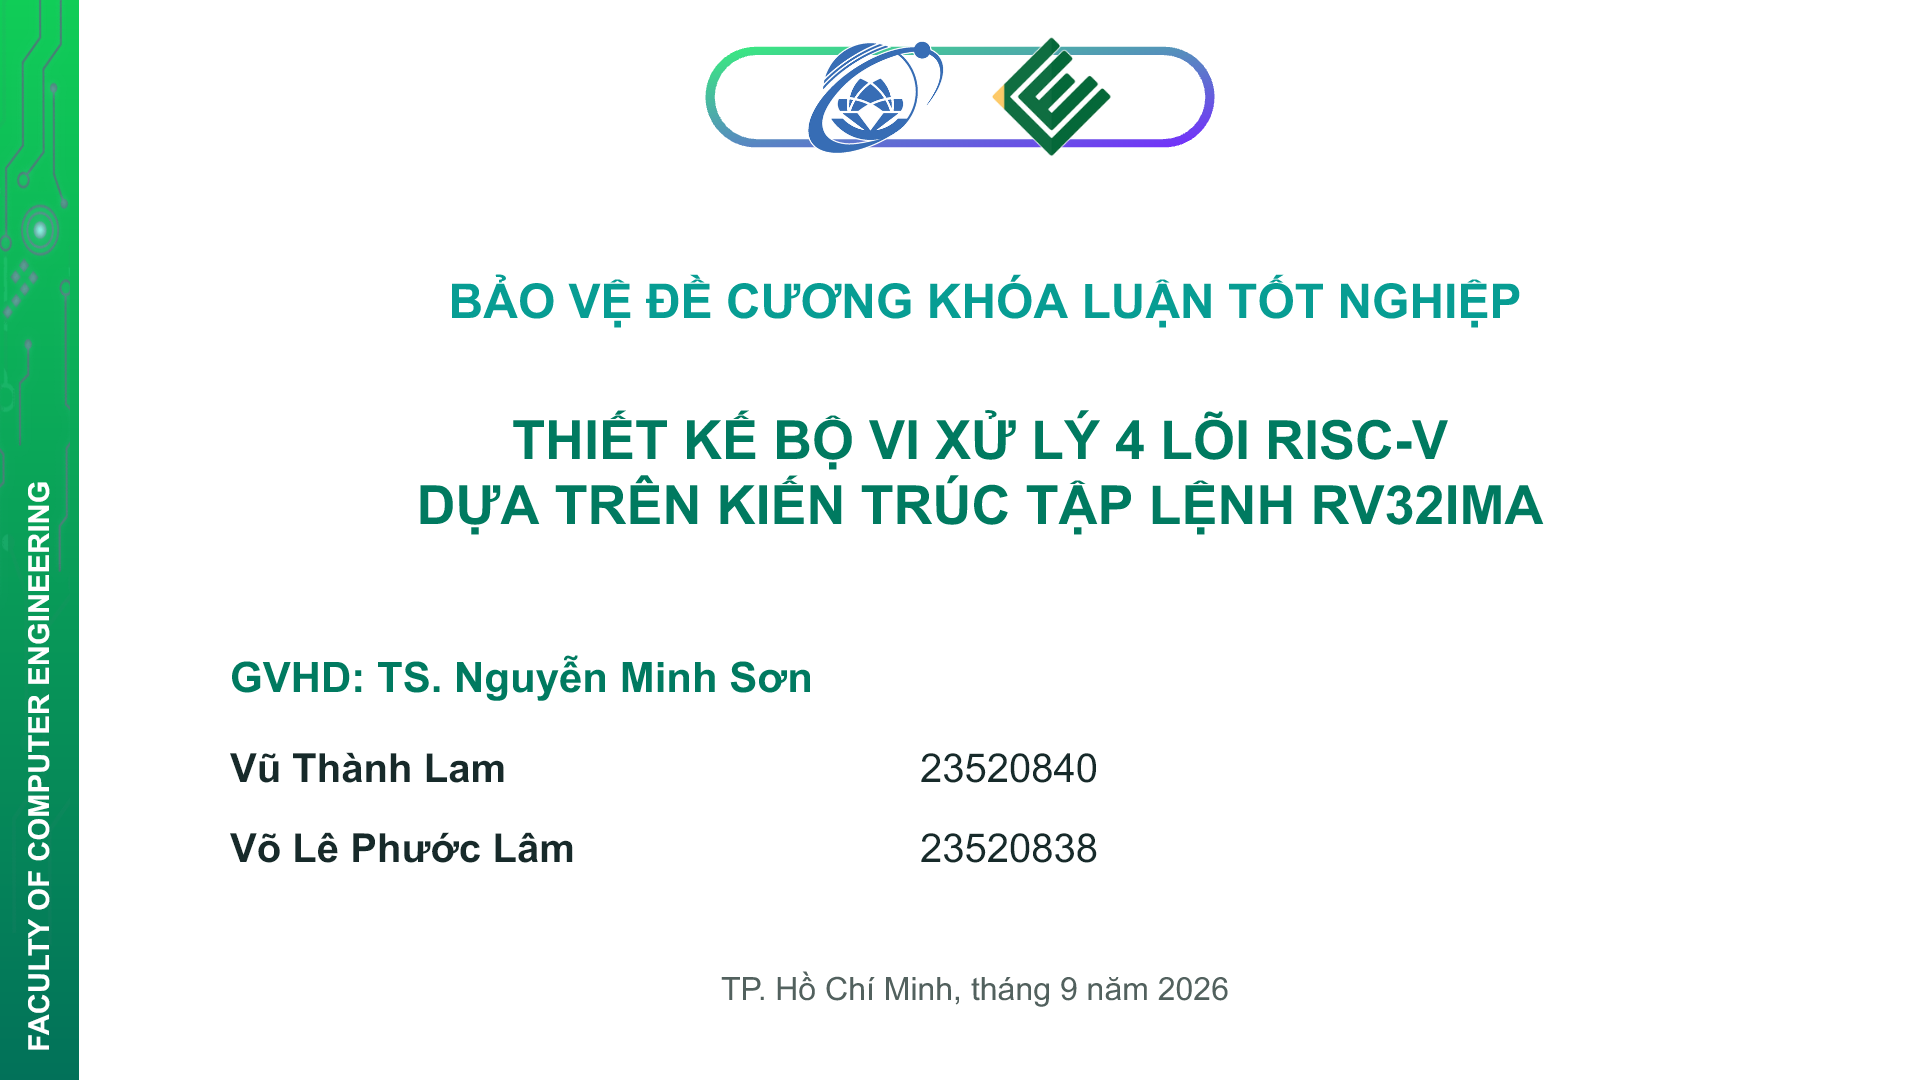 FACULTY OF COMPUTER ENGINEERING
BẢO VỆ ĐỀ CƯƠNG KHÓA LUẬN TỐT NGHIỆP
THIẾT KẾ BỘ VI XỬ LÝ 4 LÕI RISC-V
DỰA TRÊN KIẾN TRÚC TẬP LỆNH RV32IMA
GVHD: TS. Nguyễn Minh Sơn
Vũ Thành Lam 23520840
Võ Lê Phước Lâm 23520838
TP. Hồ Chí Minh, tháng 9 năm 2026